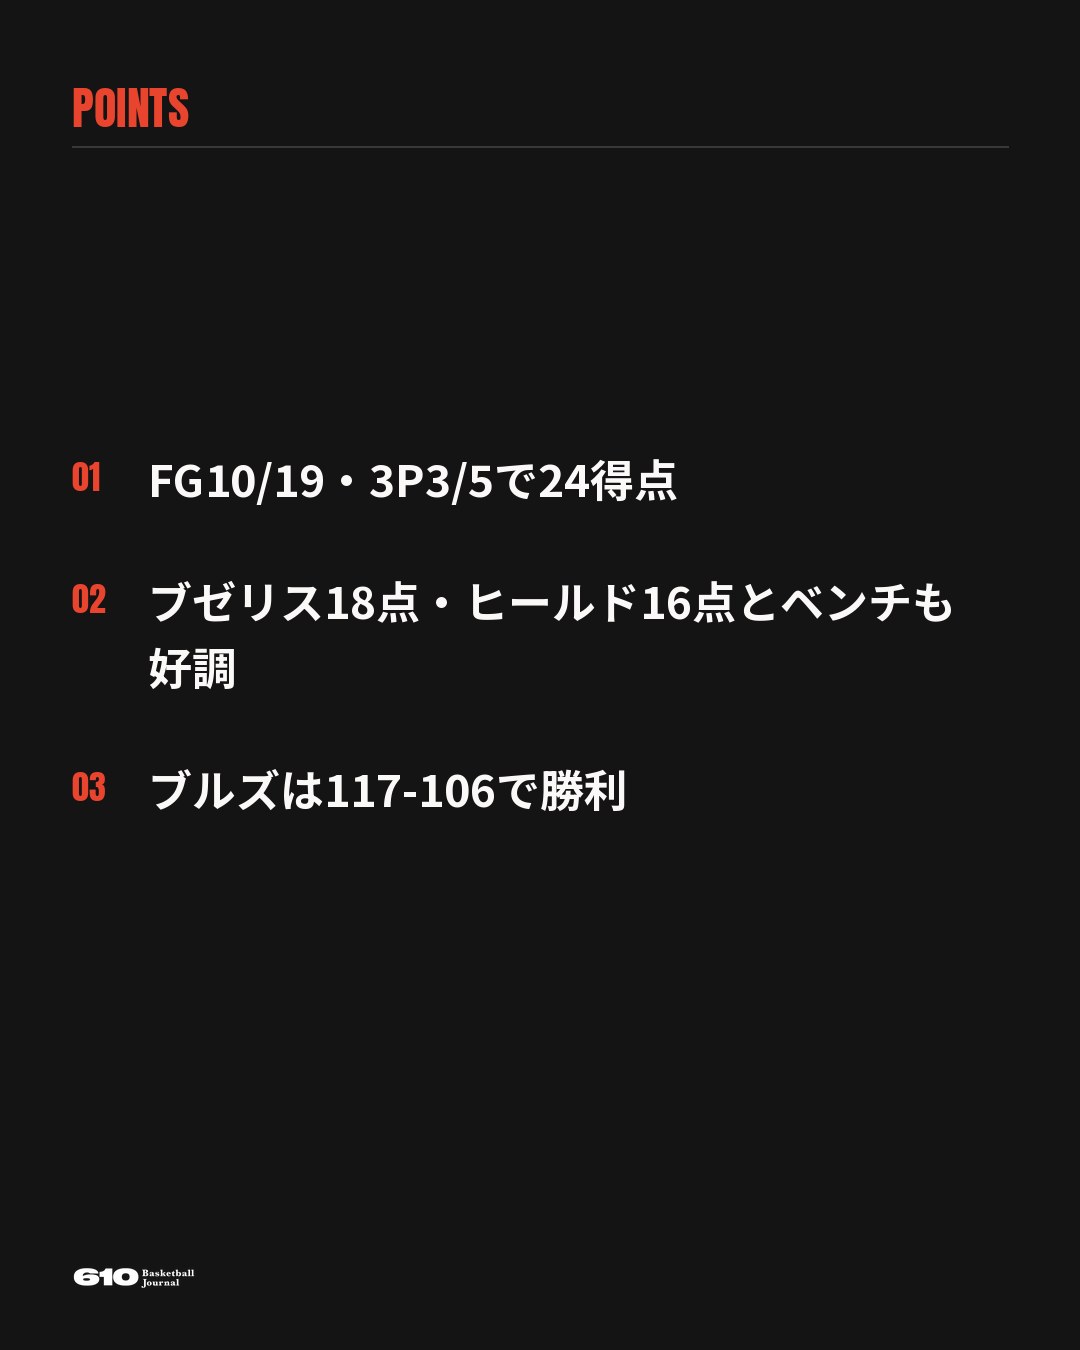 POINTS
01 FG10/19・3P3/5で24得点
02 ブゼリス18点・ヒールド16点とベンチも
好調
03 ブルズは117-106で勝利
610 Basketball
Journal